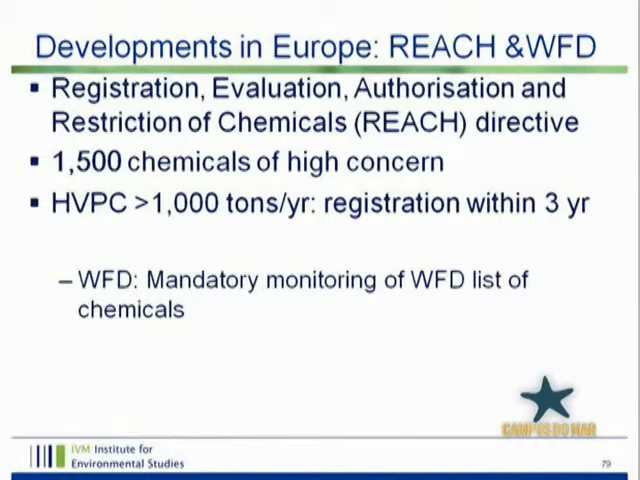 Developments in Europe: REACH &WFD
▪ Registration, Evaluation, Authorisation and
Restriction of Chemicals (REACH) directive
▪ 1,500 chemicals of high concern
▪ HVPC >1,000 tons/yr: registration within 3 yr
– WFD: Mandatory monitoring of WFD list of
chemicals
CAMPUS DO MAR
IVM Institute for
Environmental Studies
79